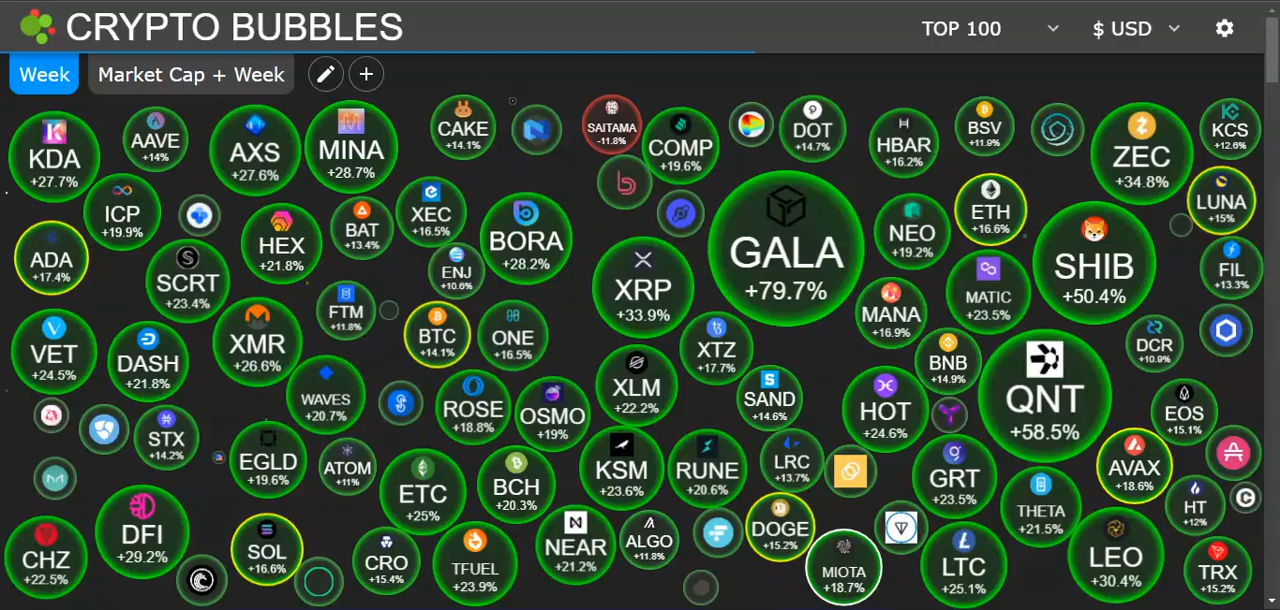 CRYPTO BUBBLES
TOP 100
$ USD
Week
Market Cap + Week
KDA
+27.7%
AAVE
+14%
AXS
+27.6%
MINA
+28.7%
CAKE
+14.1%
SAITAMA
-11.8%
COMP
+19.6%
DOT
+14.7%
HBAR
+16.2%
BSV
+11.9%
ZEC
+34.8%
KCS
+12.6%
ICP
+19.9%
HEX
+21.8%
BAT
+13.4%
XEC
+16.5%
BORA
+28.2%
GALA
+79.7%
NEO
+19.2%
ETH
+16.6%
LUNA
+15%
ADA
+17.4%
SCRT
+23.4%
ENJ
+10.6%
XRP
+33.9%
SHIB
+50.4%
FIL
+13.3%
FTM
+11.8%
MATIC
+23.5%
MANA
+16.9%
VET
+24.5%
DASH
+21.8%
XMR
+26.6%
BTC
+14.1%
ONE
+16.5%
XTZ
+17.7%
BNB
+14.9%
DCR
+10.9%
WAVES
+20.7%
ROSE
+18.8%
OSMO
+19%
XLM
+22.2%
SAND
+14.6%
HOT
+24.6%
QNT
+58.5%
EOS
+15.1%
STX
+14.2%
EGLD
+19.6%
ATOM
+11%
ETC
+25%
BCH
+20.3%
KSM
+23.6%
RUNE
+20.6%
LRC
+13.7%
GRT
+23.5%
AVAX
+18.6%
THETA
+21.5%
HT
+12%
CHZ
+22.5%
DFI
+29.2%
SOL
+16.6%
CRO
+15.4%
TFUEL
+23.9%
NEAR
+21.2%
ALGO
+11.8%
DOGE
+15.2%
MIOTA
+18.7%
LTC
+25.1%
LEO
+30.4%
TRX
+15.2%